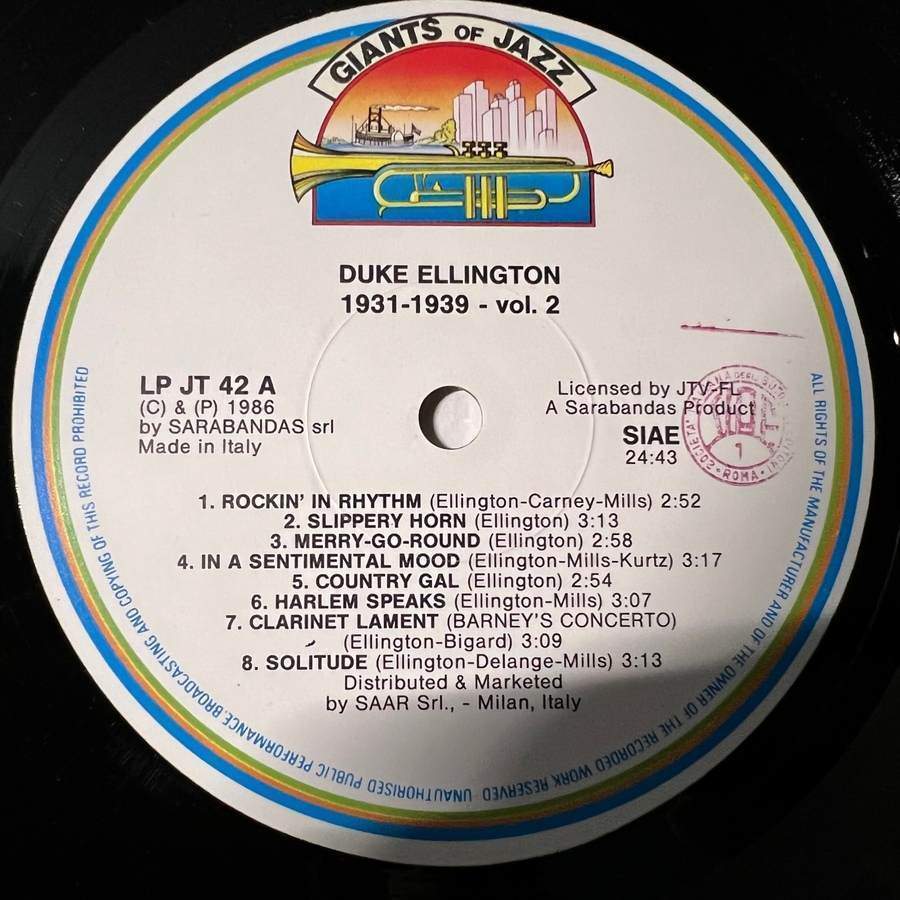 GIANTS OF JAZZ
DUKE ELLINGTON
1931-1939 - vol. 2
LP JT 42 A
(C) & (P) 1986
by SARABANDAS srl
Made in Italy
Licensed by JTV-FL
A Sarabandas Product
SIAE
24:43
1
ROMA
1. ROCKIN' IN RHYTHM (Ellington-Carney-Mills) 2:52
2. SLIPPERY HORN (Ellington) 3:13
3. MERRY-GO-ROUND (Ellington) 2:58
4. IN A SENTIMENTAL MOOD (Ellington-Mills-Kurtz) 3:17
5. COUNTRY GAL (Ellington) 2:54
6. HARLEM SPEAKS (Ellington-Mills) 3:07
7. CLARINET LAMENT (BARNEY'S CONCERTO)
(Ellington-Bigard) 3:09
8. SOLITUDE (Ellington-Delange-Mills) 3:13
Distributed & Marketed
by SAAR Srl., - Milan, Italy
ALL RIGHTS OF THE MANUFACTURER AND OF THE OWNER OF THE RECORDED WORK RESERVED UNAUTHORISED PUBLIC PERFORMANCE.BROADCASTING AND COPYING OF THIS RECORD PROHIBITED